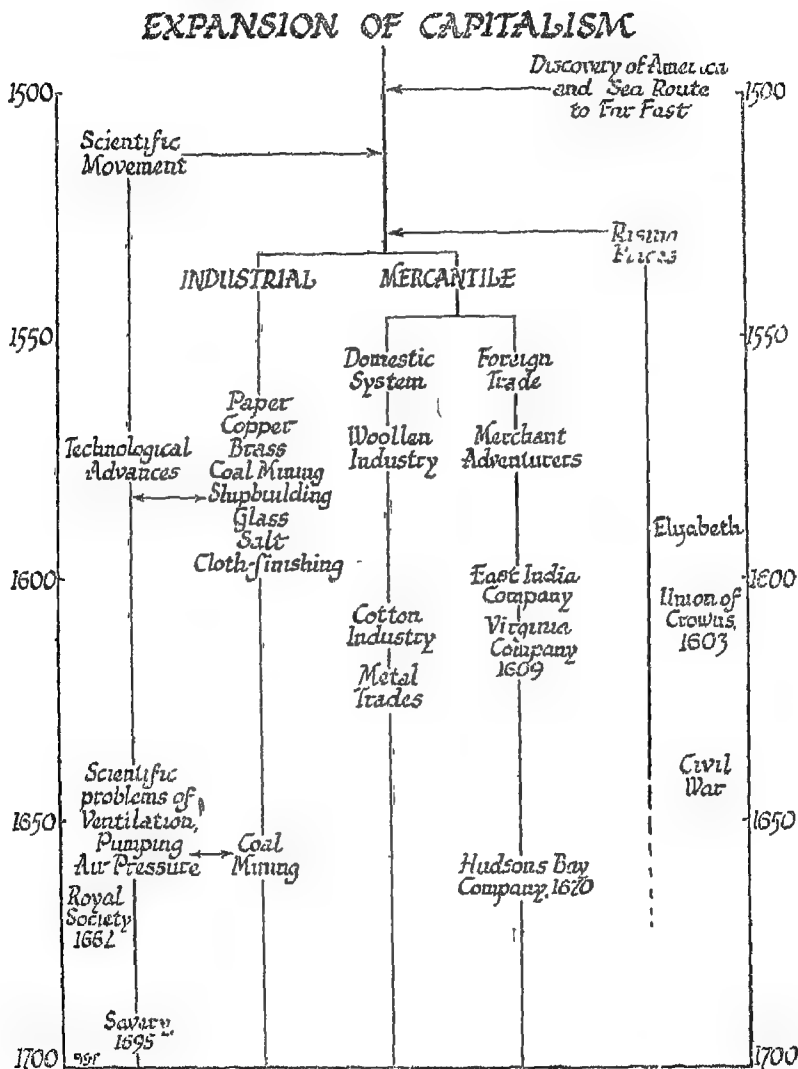 EXPANSION OF CAPITALISM
Discovery of America
and Sea Route
to Far East
1500
1500
Scientific
Movement
Rising
Prices
INDUSTRIAL
MERCANTILE
1550
1550
Domestic
System
Foreign
Trade
Paper
Copper
Brass
Coal Mining
Shipbuilding
Glass
Salt
Cloth-finishing
Woollen
Industry
Merchant
Adventurers
Technological
Advances
Elizabeth
1600
1600
East India
Company
Virginia
Company
1609
Union of
Crowns,
1603
Cotton
Industry
Metal
Trades
Scientific
problems of
Ventilation,
Pumping
Air Pressure
Civil
War
1650
1650
Coal
Mining
Hudsons Bay
Company, 1670
Royal
Society
Savery,
1695
1700
1700